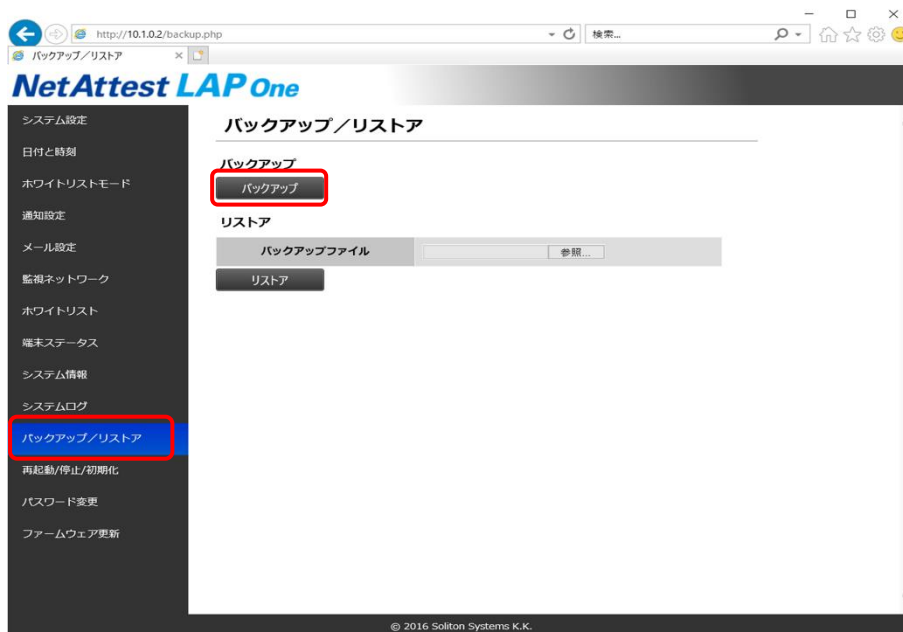 http://10.1.0.2/backup.php
検索...
バックアップ／リストア
NetAttest LAP One
システム設定
日付と時刻
ホワイトリストモード
通知設定
メール設定
監視ネットワーク
ホワイトリスト
端末ステータス
システム情報
システムログ
バックアップ／リストア
再起動/停止/初期化
パスワード変更
ファームウェア更新
バックアップ／リストア
バックアップ
バックアップ
リストア
バックアップファイル
参照...
リストア
© 2016 Soliton Systems K.K.